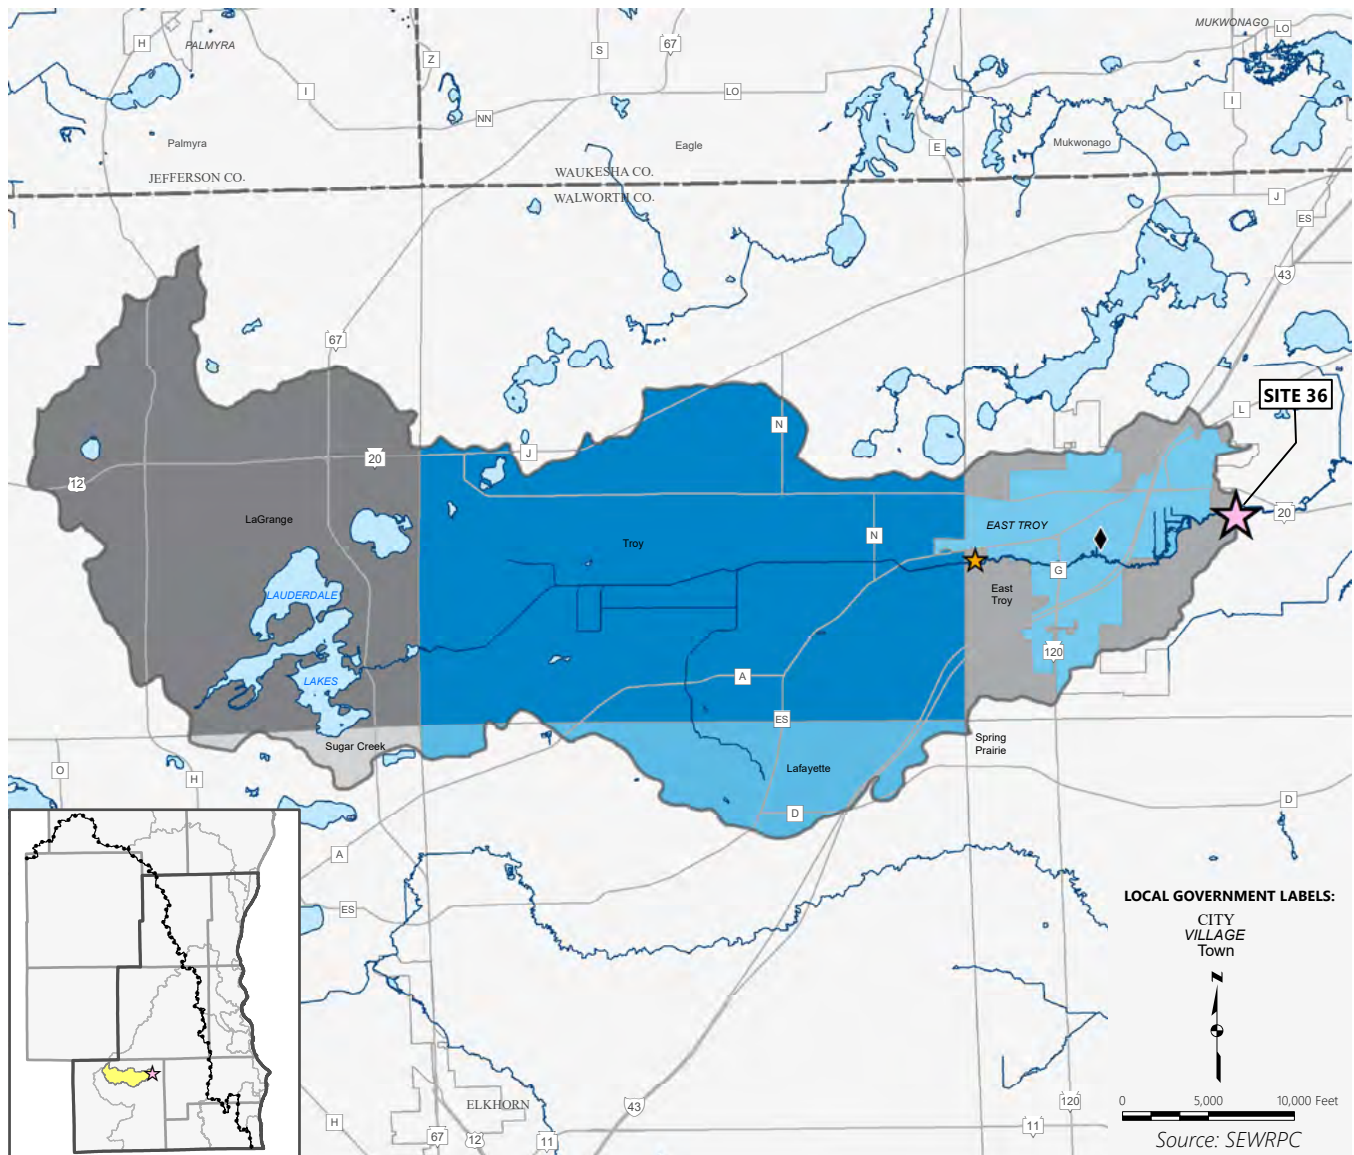 MUKWONAGO
LO
H
PALMYRA
S
67
Z
I
LO
NN
I
Palmyra
Eagle
E
Mukwonago
JEFFERSON CO.
WAUKESHA CO.
WALWORTH CO.
J
ES
43
67
SITE 36
L
N
J
20
12
LaGrange
20
EAST TROY
Troy
N
G
East
Troy
LAUDERDALE
120
LAKES
A
ES
Sugar Creek
Spring
Prairie
Lafayette
O
H
D
D
A
ES
LOCAL GOVERNMENT LABELS:
CITY
VILLAGE
Town
N
ELKHORN
43
0 5,000 10,000 Feet
120
H
67
12
11
11
Source: SEWRPC